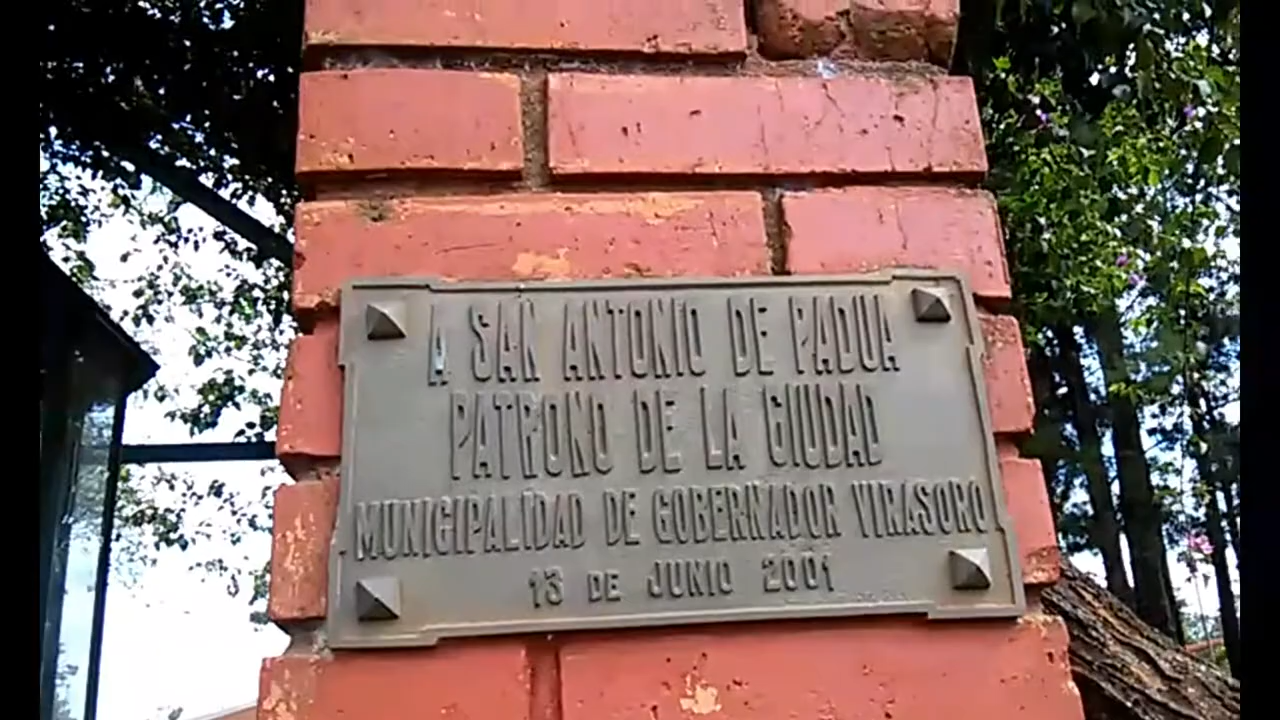 A SAN ANTONIO DE PADUA
PATRONO DE LA CIUDAD
MUNICIPALIDAD DE GOBERNADOR VIRASORO
13 DE JUNIO 2001